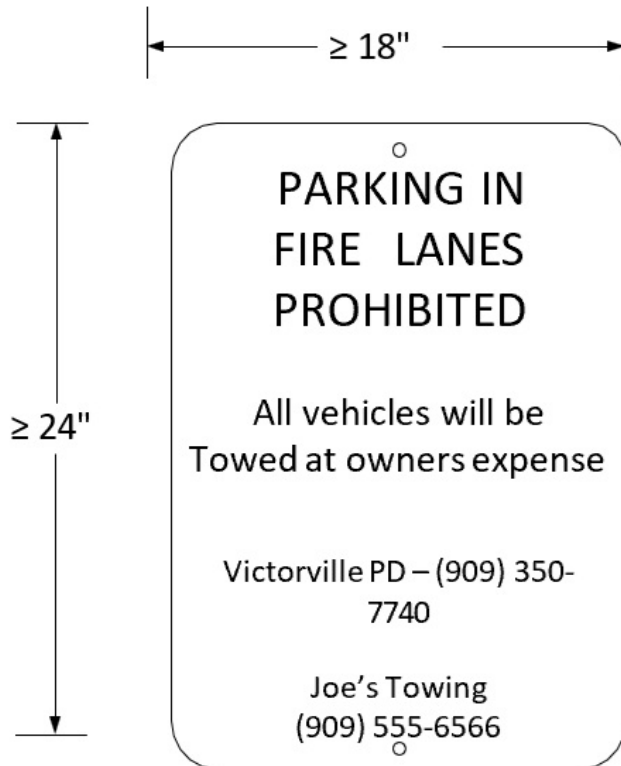 ≥ 18"
PARKING IN
FIRE LANES
PROHIBITED
≥ 24"
All vehicles will be
Towed at owners expense
Victorville PD – (909) 350-
7740
Joe's Towing
(909) 555-6566